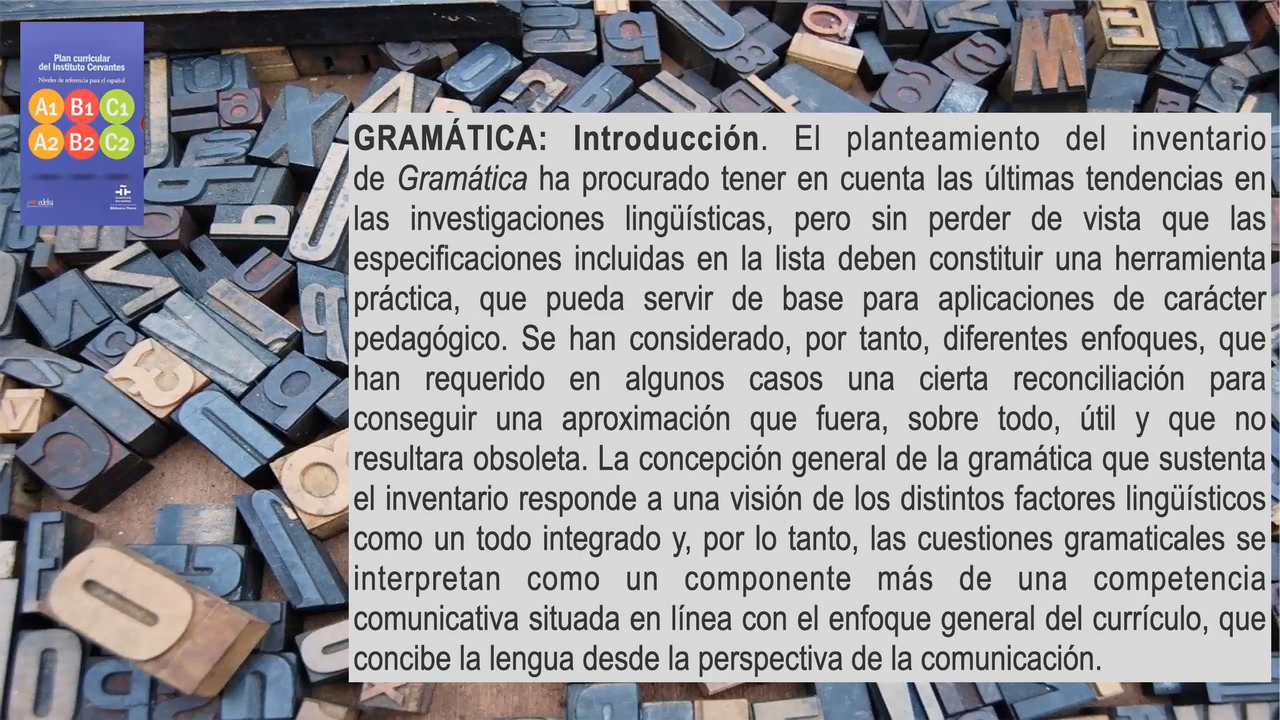 Plan curricular
del Instituto Cervantes
Niveles de referencia para el español
A1 B1 C1
A2 B2 C2
edelsa
GRAMÁTICA: Introducción. El planteamiento del inventario
de Gramática ha procurado tener en cuenta las últimas tendencias en
las investigaciones lingüísticas, pero sin perder de vista que las
especificaciones incluidas en la lista deben constituir una herramienta
práctica, que pueda servir de base para aplicaciones de carácter
pedagógico. Se han considerado, por tanto, diferentes enfoques, que
han requerido en algunos casos una cierta reconciliación para
conseguir una aproximación que fuera, sobre todo, útil y que no
resultara obsoleta. La concepción general de la gramática que sustenta
el inventario responde a una visión de los distintos factores lingüísticos
como un todo integrado y, por lo tanto, las cuestiones gramaticales se
interpretan como un componente más de una competencia
comunicativa situada en línea con el enfoque general del currículo, que
concibe la lengua desde la perspectiva de la comunicación.